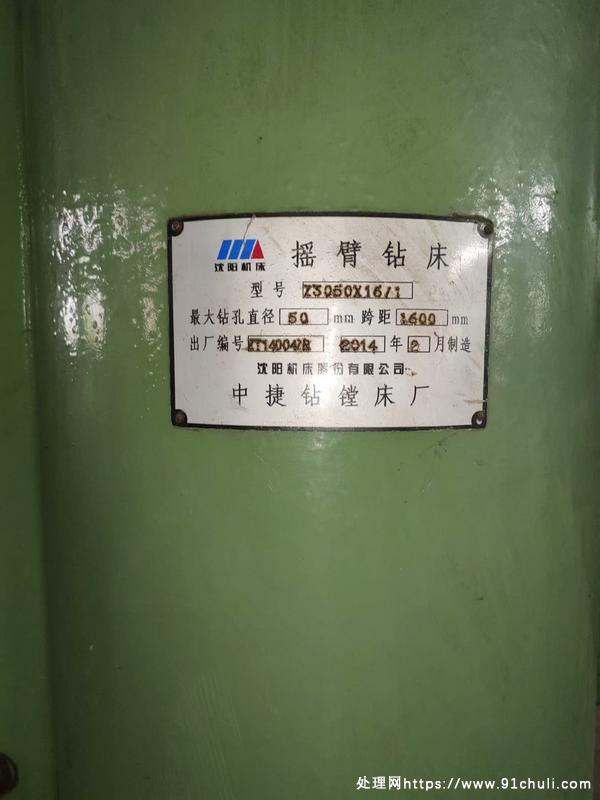 沈阳机床
摇臂钻床
型号 Z3050X16/1
最大钻孔直径 50 mm 跨距 1600 mm
出厂编号 2014 年 2 月制造
沈阳机床股份有限公司
中捷钻镗床厂
处理网https://www.91chuli.com